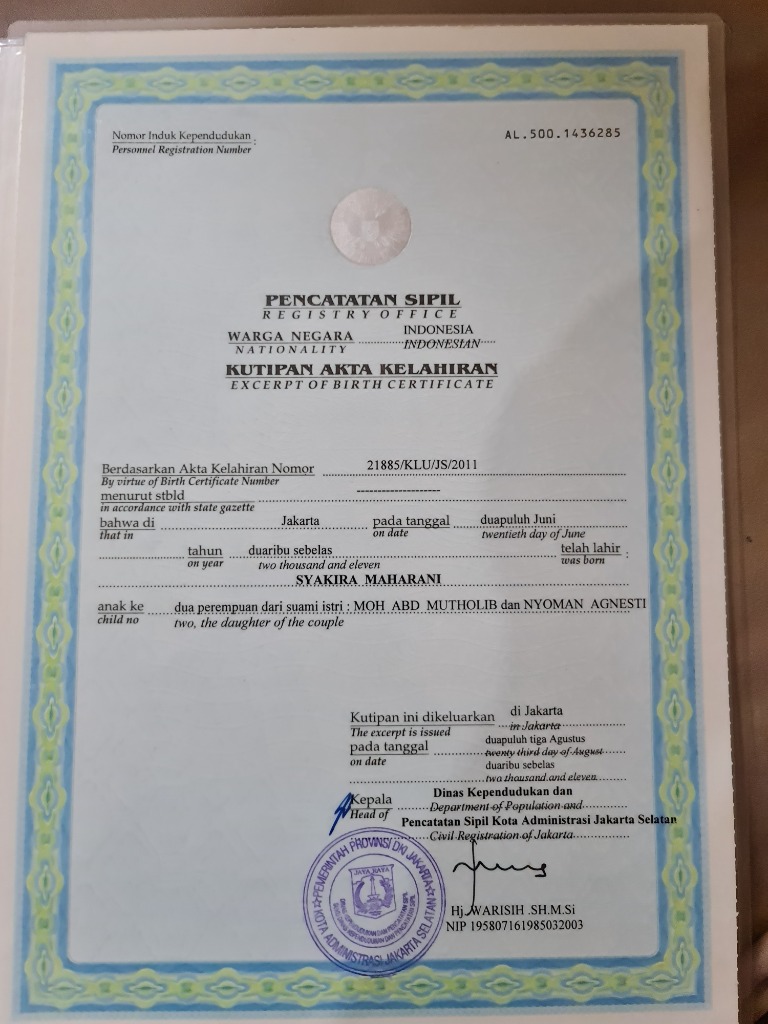 Nomor Induk Kependudukan :
Personnel Registration Number
AL.500.1436285
PENCATATAN SIPIL
REGISTRY OFFICE
WARGA NEGARA INDONESIA
NATIONALITY INDONESIAN
KUTIPAN AKTA KELAHIRAN
EXCERPT OF BIRTH CERTIFICATE
Berdasarkan Akta Kelahiran Nomor 21885/KLU/JS/2011
By virtue of Birth Certificate Number
menurut stbld --------------------
in accordance with state gazette
bahwa di Jakarta pada tanggal duapuluh Juni
that in on date twentieth day of June
tahun duaribu sebelas telah lahir :
on year two thousand and eleven was born
SYAKIRA MAHARANI
anak ke dua perempuan dari suami istri : MOH ABD MUTHOLIB dan NYOMAN AGNESTI
child no two, the daughter of the couple
Kutipan ini dikeluarkan di Jakarta
The excerpt is issued in Jakarta
pada tanggal duapuluh tiga Agustus
on date twenty third day of August
duaribu sebelas
two thousand and eleven
Kepala Dinas Kependudukan dan
Head of Department of Population and
Pencatatan Sipil Kota Administrasi Jakarta Selatan
Civil Registration of Jakarta
PEMERINTAH PROVINSI DKI JAKARTA
JAYA RAYA
KOTA ADMINISTRASI JAKARTA SELATAN
Hj. WARISIH .SH.M.Si
NIP 195807161985032003